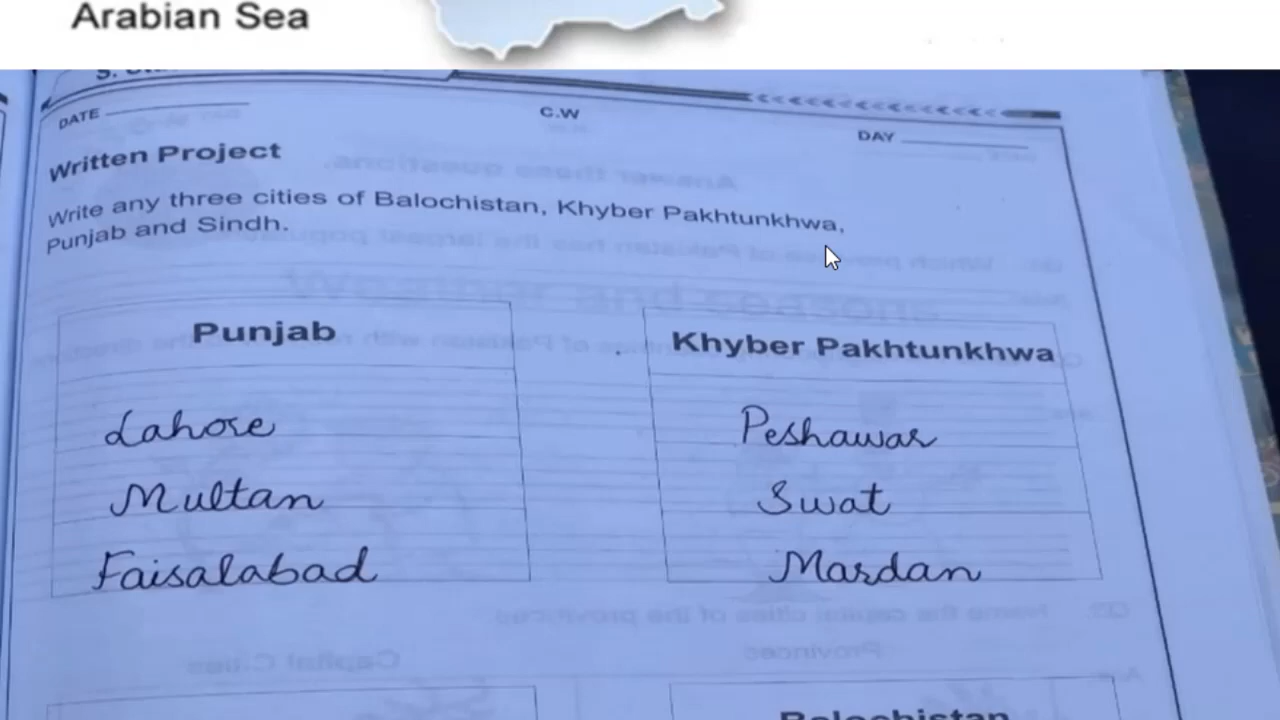 Arabian Sea
DATE
C.W
DAY
Written Project
Write any three cities of Balochistan, Khyber Pakhtunkhwa,
Punjab and Sindh.
Punjab
Khyber Pakhtunkhwa
Lahore
Peshawar
Multan
Swat
Faisalabad
Mardan
Balochistan